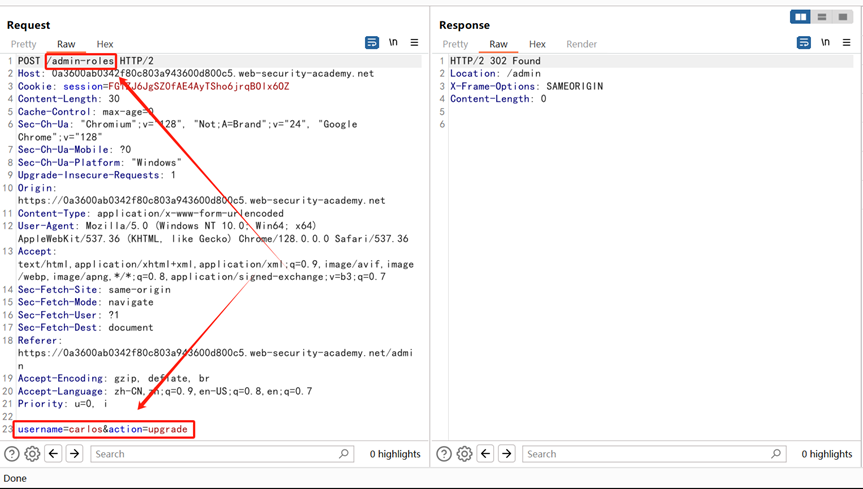 Request
Pretty Raw Hex
\n
1 POST /admin-roles HTTP/2
2 Host: 0a3600ab0342f80c803a943600d800c5.web-security-academy.net
3 Cookie: 
4 Content-Length: 30
5 Cache-Control: max-age=0
6 Sec-Ch-Ua: "Chromium";v="128", "Not;A=Brand";v="24", "Google
Chrome";v="128"
7 Sec-Ch-Ua-Mobile: ?0
8 Sec-Ch-Ua-Platform: "Windows"
9 Upgrade-Insecure-Requests: 1
10 Origin:
https://0a3600ab0342f80c803a943600d800c5.web-security-academy.net
11 Content-Type: application/x-www-form-urlencoded
12 User-Agent: Mozilla/5.0 (Windows NT 10.0; Win64; x64)
AppleWebKit/537.36 (KHTML, like Gecko) Chrome/128.0.0.0 Safari/537.36
13 Accept:
text/html,application/xhtml+xml,application/xml;q=0.9,image/avif,image
/webp,image/apng,*/*;q=0.8,application/signed-exchange;v=b3;q=0.7
14 Sec-Fetch-Site: same-origin
15 Sec-Fetch-Mode: navigate
16 Sec-Fetch-User: ?1
17 Sec-Fetch-Dest: document
18 Referer:
https://0a3600ab0342f80c803a943600d800c5.web-security-academy.net/admi
n
19 Accept-Encoding: gzip, deflate, br
20 Accept-Language: zh-CN,zh;q=0.9,en-US;q=0.8,en;q=0.7
21 Priority: u=0, i
22
23 username=carlos&action=upgrade
Search
0 highlights
Done
Response
Pretty Raw Hex Render
\n
1 HTTP/2 302 Found
2 Location: /admin
3 X-Frame-Options: SAMEORIGIN
4 Content-Length: 0
5
6
Search
0 highlights